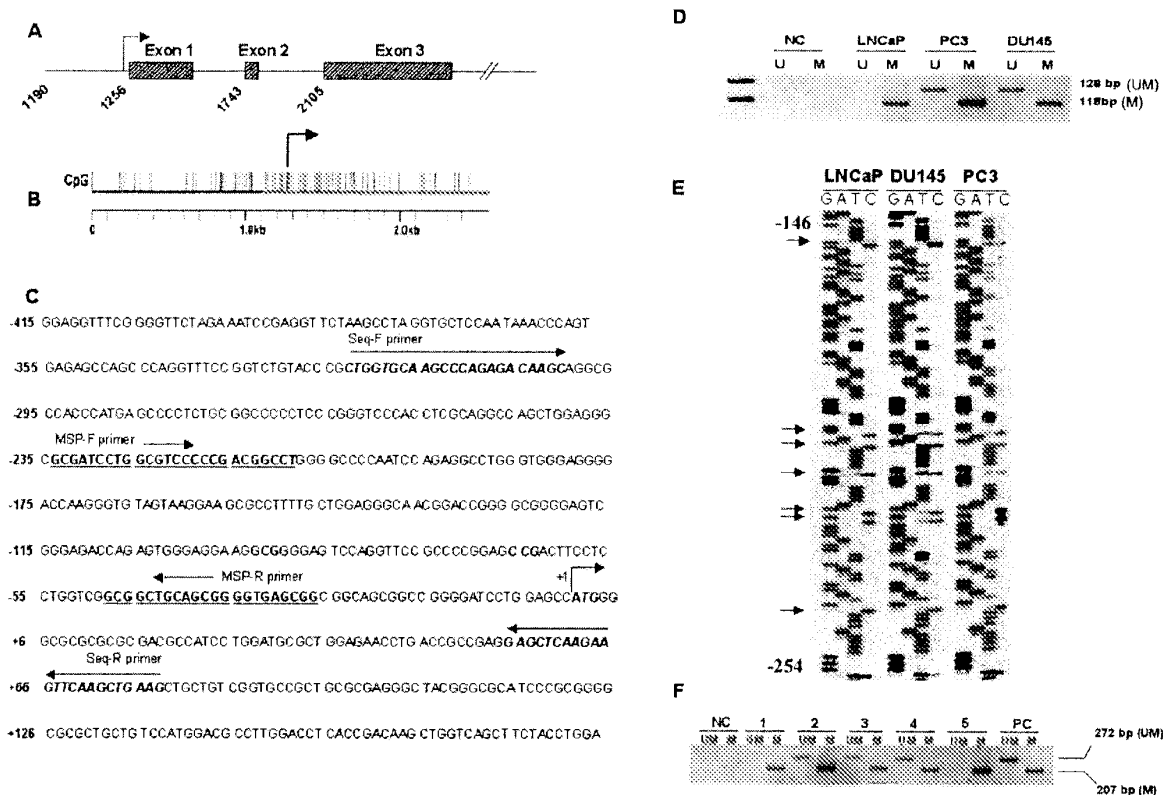 A
Exon 1 Exon 2 Exon 3
1190 1256 1743 2105
CpG
B
0 1.0kb 2.0kb
C
-415 GGAGGTTTCG GGGTTCTAGA AATCCGAGGT TCTAAGCCTA GGTGCTCCAA TAAACCCAGT
Seq-F primer
-355 GAGAGCCAGC CCAGGTTTCC GGTCTGTACC CGCTGGTGCA AGCCCAGAGA CAAGCAGGCG
-295 CCACCCATGA GCCCCTCTGC GGCCCCCTCC CGGGTCCCAC CTCGCAGGCC AGCTGGAGGG
MSP-F primer
-235 CGCGATCCTG GCGTCCCCCG ACGGCCTGGG GCCCCAATCC AGAGGCCTGG GTGGGAGGGG
-175 ACCAAGGGTG TAGTAAGGAA GCGCCTTTTG CTGGAGGGCA ACGGACCGGG GCGGGGAGTC
-115 GGGAGACCAG AGTGGGAGGA AGGCGGGGAG TCCAGGTTCC GCCCCGGAGC CGACTTCCTC
MSP-R primer +1
-55 CTGGTCGGCG GCTGCAGCGG GGTGAGCGGC GGCAGCGGCC GGGGATCCTG GAGCCATGGG
+6 GCGCGCGCGC GACGCCATCC TGGATGCGCT GGAGAACCTG ACCGCCGAGG AGCTCAAGAA
Seq-R primer
+66 GTTCAAGCTGAAGCTGCTGT CGGTGCCGCT GCGCGAGGGC TACGGGCGCA TCCCGCGGGG
+126 CGCGCTGCTG TCCATGGACG CCTTGGACCT CACCGACAAG CTGGTCAGCT TCTACCTGGA
D
NC LNCaP PC3 DU145
U M U M U M U M
128 bp (UM)
118bp (M)
E
LNCaP DU145 PC3
G A T C G A T C G A T C
-146
-254
F
NC 1 2 3 4 5 PC
272 bp (UM)
207 bp (M)